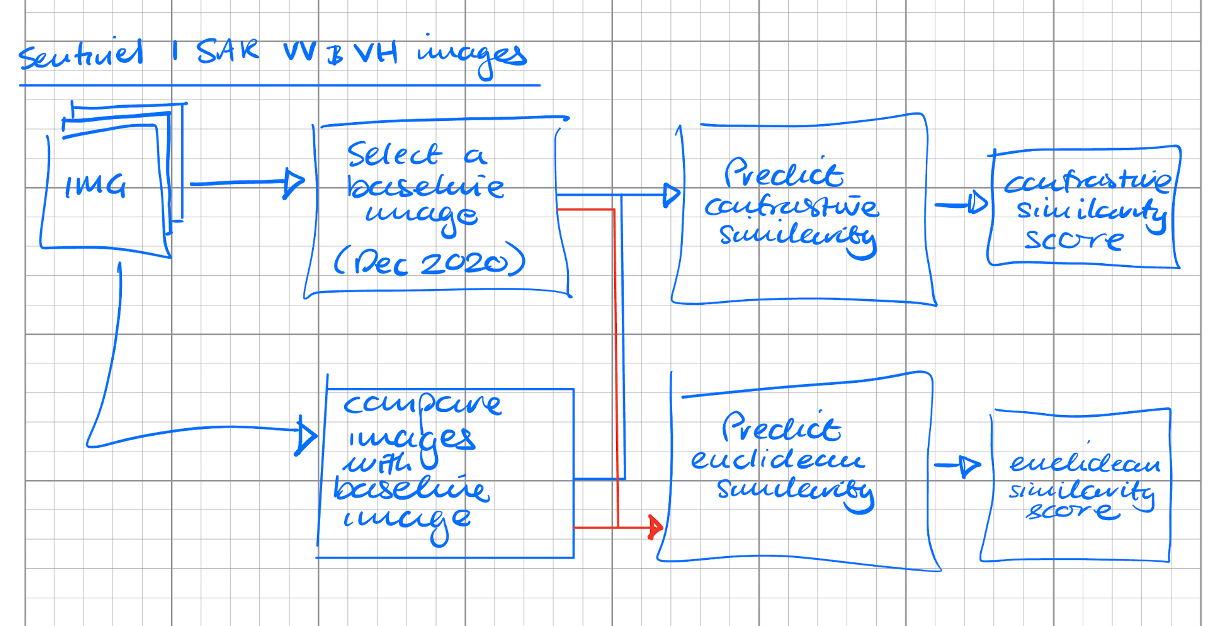 Sentinel 1 SAR VV & VH images
IMG
Select a
baseline
image
(Dec 2020)
Predict
contrastive
similarity
contrastive
similarity
score
compare
images
with
baseline
image
Predict
euclidean
similarity
euclidean
similarity
score